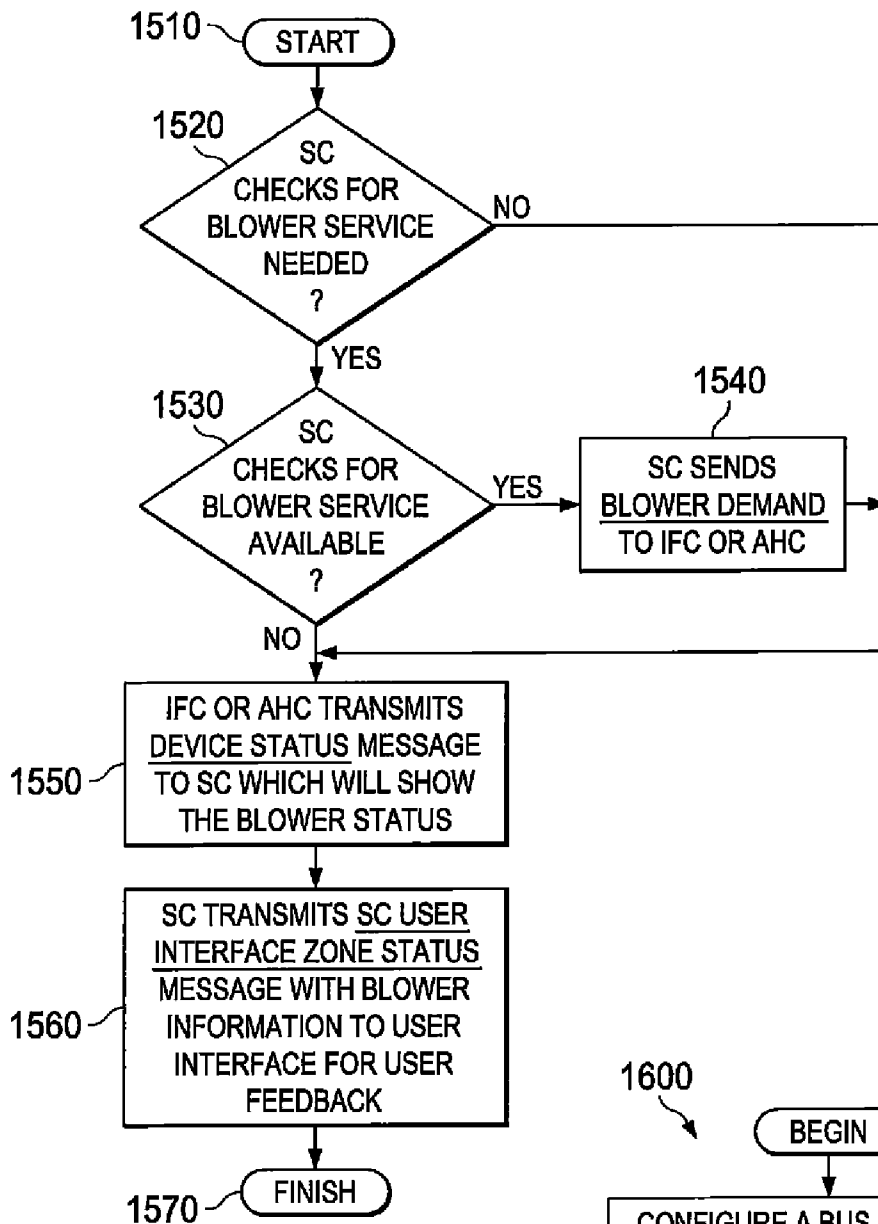 1510
START
1520
SC
CHECKS FOR
BLOWER SERVICE
NEEDED
?
NO
YES
1530
SC
CHECKS FOR
BLOWER SERVICE
AVAILABLE
?
YES
1540
SC SENDS
BLOWER DEMAND
TO IFC OR AHC
NO
IFC OR AHC TRANSMITS
DEVICE STATUS MESSAGE
TO SC WHICH WILL SHOW
THE BLOWER STATUS
1550
SC TRANSMITS SC USER
INTERFACE ZONE STATUS
MESSAGE WITH BLOWER
INFORMATION TO USER
INTERFACE FOR USER
FEEDBACK
1560
FINISH
1570
1600
BEGIN
CONFIGURE A BUS